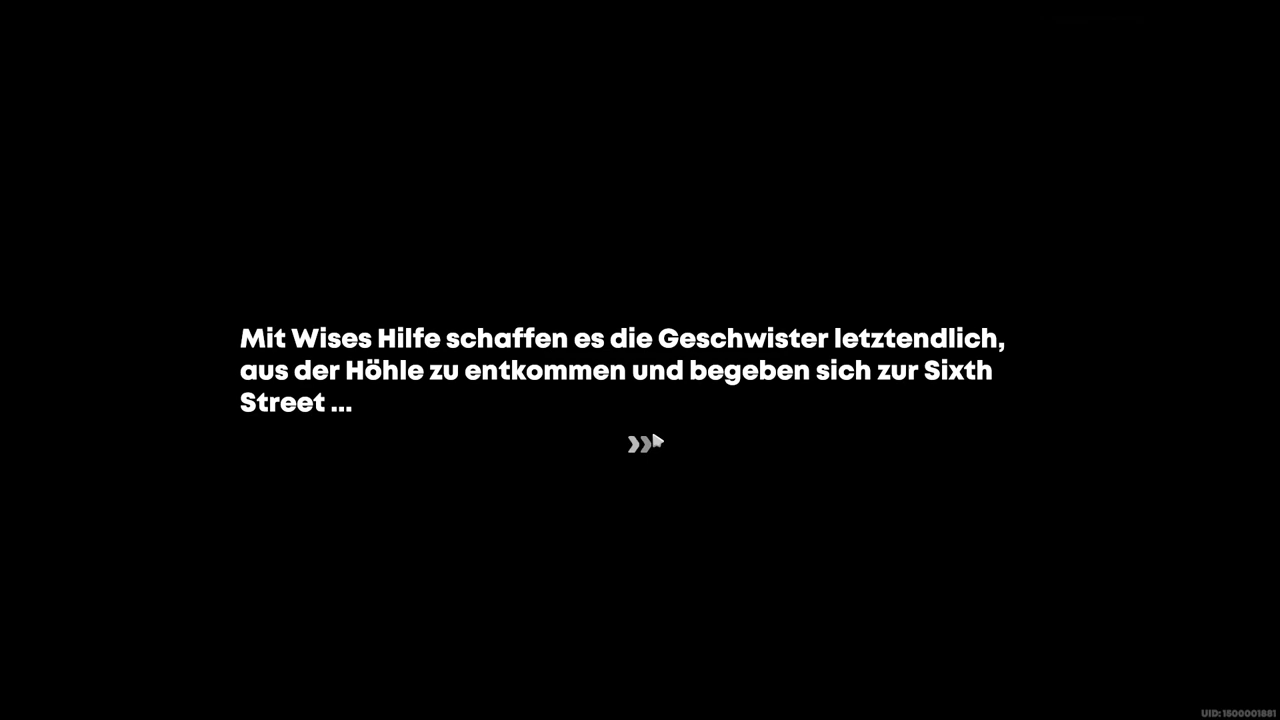 Mit Wises Hilfe schaffen es die Geschwister letztendlich,
aus der Höhle zu entkommen und begeben sich zur Sixth
Street ...
UID: 1500001881